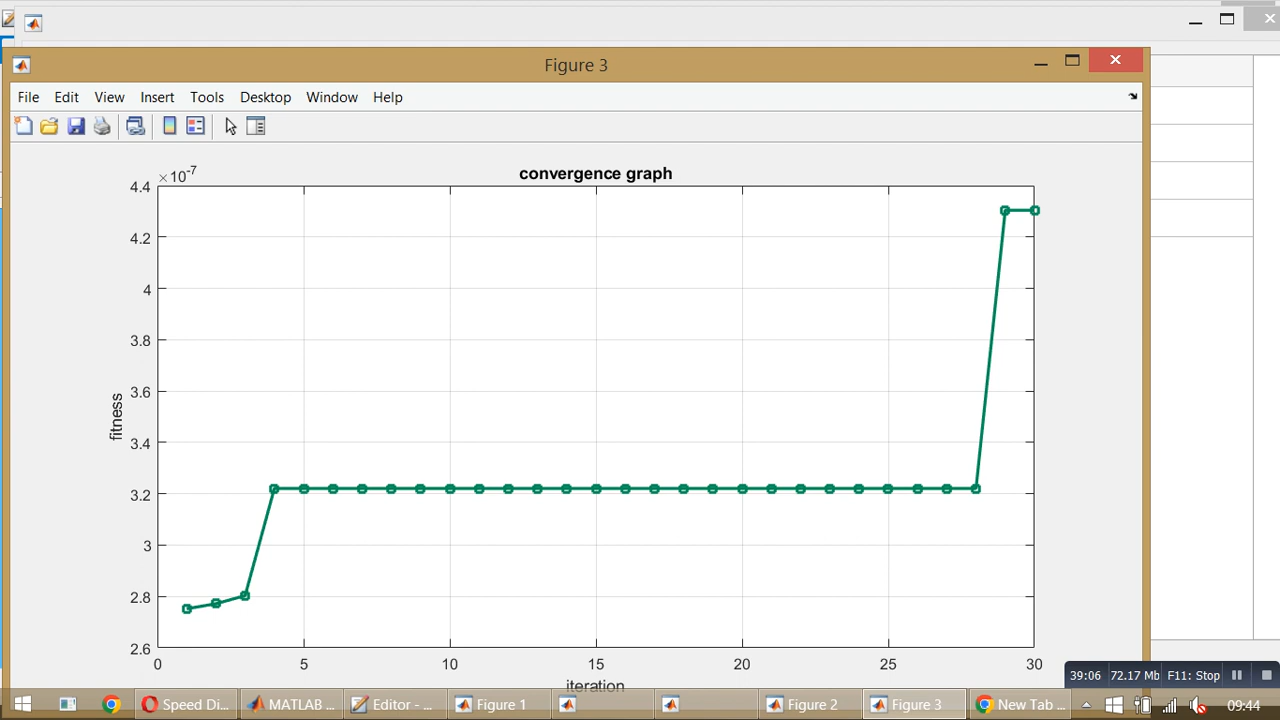 Figure 3
File Edit View Insert Tools Desktop Window Help
convergence graph
×10-7
4.4
4.2
4
3.8
3.6
3.4
3.2
3
2.8
2.6
fitness
0 5 10 15 20 25 30
iteration
39:06 72.17 Mb F11: Stop
Speed Di... MATLAB ... Editor - ... Figure 1 Figure 2 Figure 3 New Tab ... 09:44